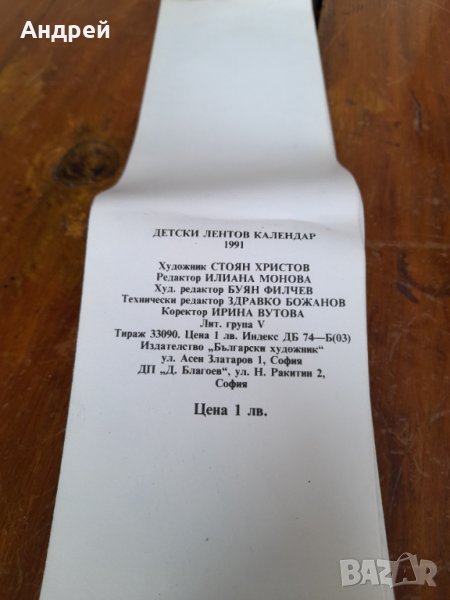 Андрей
ДЕТСКИ ЛЕНТОВ КАЛЕНДАР
1991
Художник СТОЯН ХРИСТОВ
Редактор ИЛИАНА МОНОВА
Худ. редактор БУЯН ФИЛЧЕВ
Технически редактор ЗДРАВКО БОЖАНОВ
Коректор ИРИНА ВУТОВА
Лит. група V
Тираж 33090. Цена 1 лв. Индекс ДБ 74—Б(03)
Издателство „Български художник"
ул. Асен Златаров 1, София
ДП „Д. Благоев", ул. Н. Ракитин 2,
София
Цена 1 лв.
BAZAR